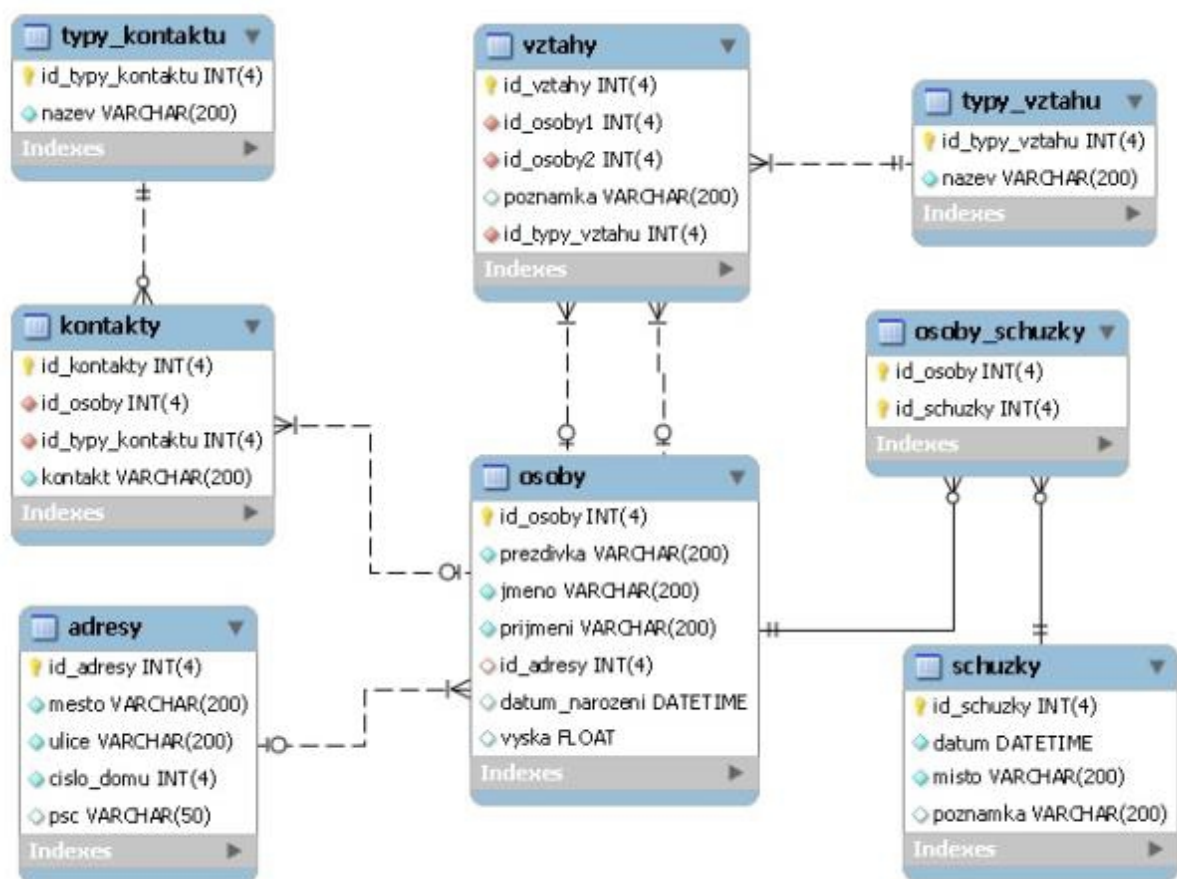 typy_kontaktu
id_typy_kontaktu INT(4)
nazev VARCHAR(200)
Indexes
vztahy
id_vztahy INT(4)
id_osoby1 INT(4)
id_osoby2 INT(4)
poznamka VARCHAR(200)
id_typy_vztahu INT(4)
Indexes
typy_vztahu
id_typy_vztahu INT(4)
nazev VARCHAR(200)
Indexes
kontakty
id_kontakty INT(4)
id_osoby INT(4)
id_typy_kontaktu INT(4)
kontakt VARCHAR(200)
Indexes
osoby_schuzky
id_osoby INT(4)
id_schuzky INT(4)
Indexes
osoby
id_osoby INT(4)
prezdivka VARCHAR(200)
jmeno VARCHAR(200)
prijmeni VARCHAR(200)
id_adresy INT(4)
datum_narozeni DATETIME
vyska FLOAT
Indexes
adresy
id_adresy INT(4)
mesto VARCHAR(200)
ulice VARCHAR(200)
cislo_domu INT(4)
psc VARCHAR(50)
Indexes
schuzky
id_schuzky INT(4)
datum DATETIME
misto VARCHAR(200)
poznamka VARCHAR(200)
Indexes